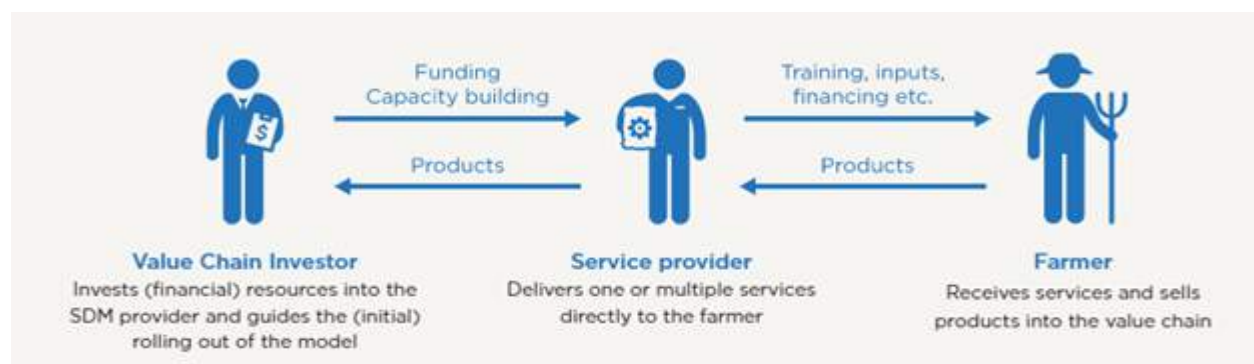 Funding
Capacity building
Products
Training, inputs,
financing etc.
Products
$
Value Chain Investor
Invests (financial) resources into the
SDM provider and guides the (initial)
rolling out of the model
Service provider
Delivers one or multiple services
directly to the farmer
Farmer
Receives services and sells
products into the value chain